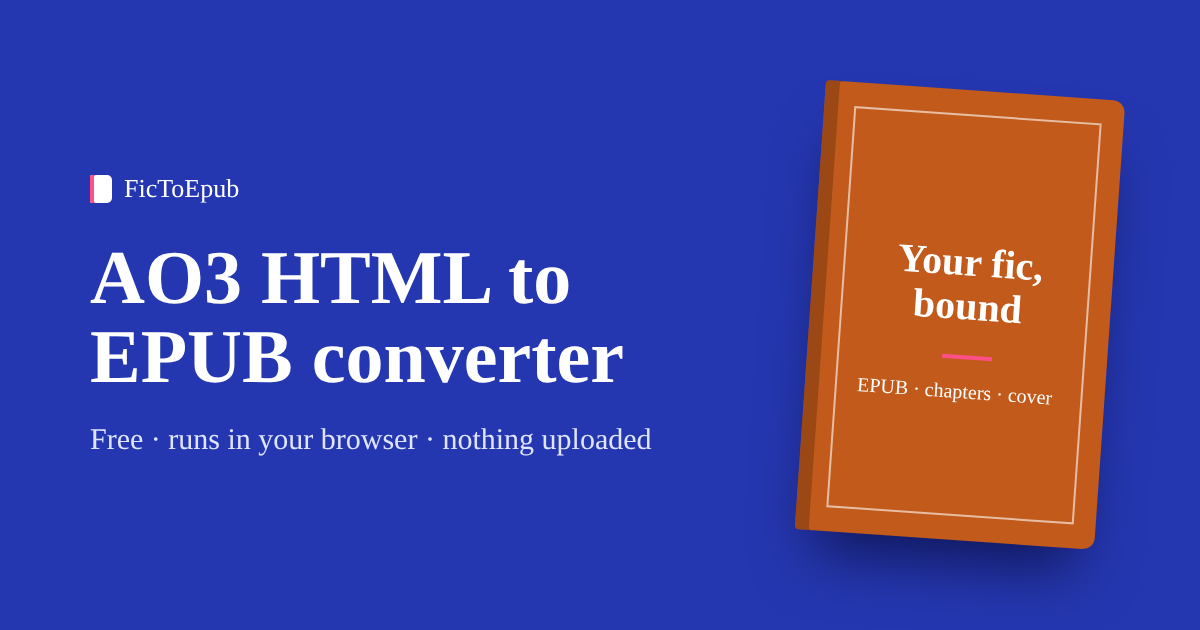 FicToEpub
AO3 HTML to
EPUB converter
Free · runs in your browser · nothing uploaded
Your fic,
bound
EPUB · chapters · cover